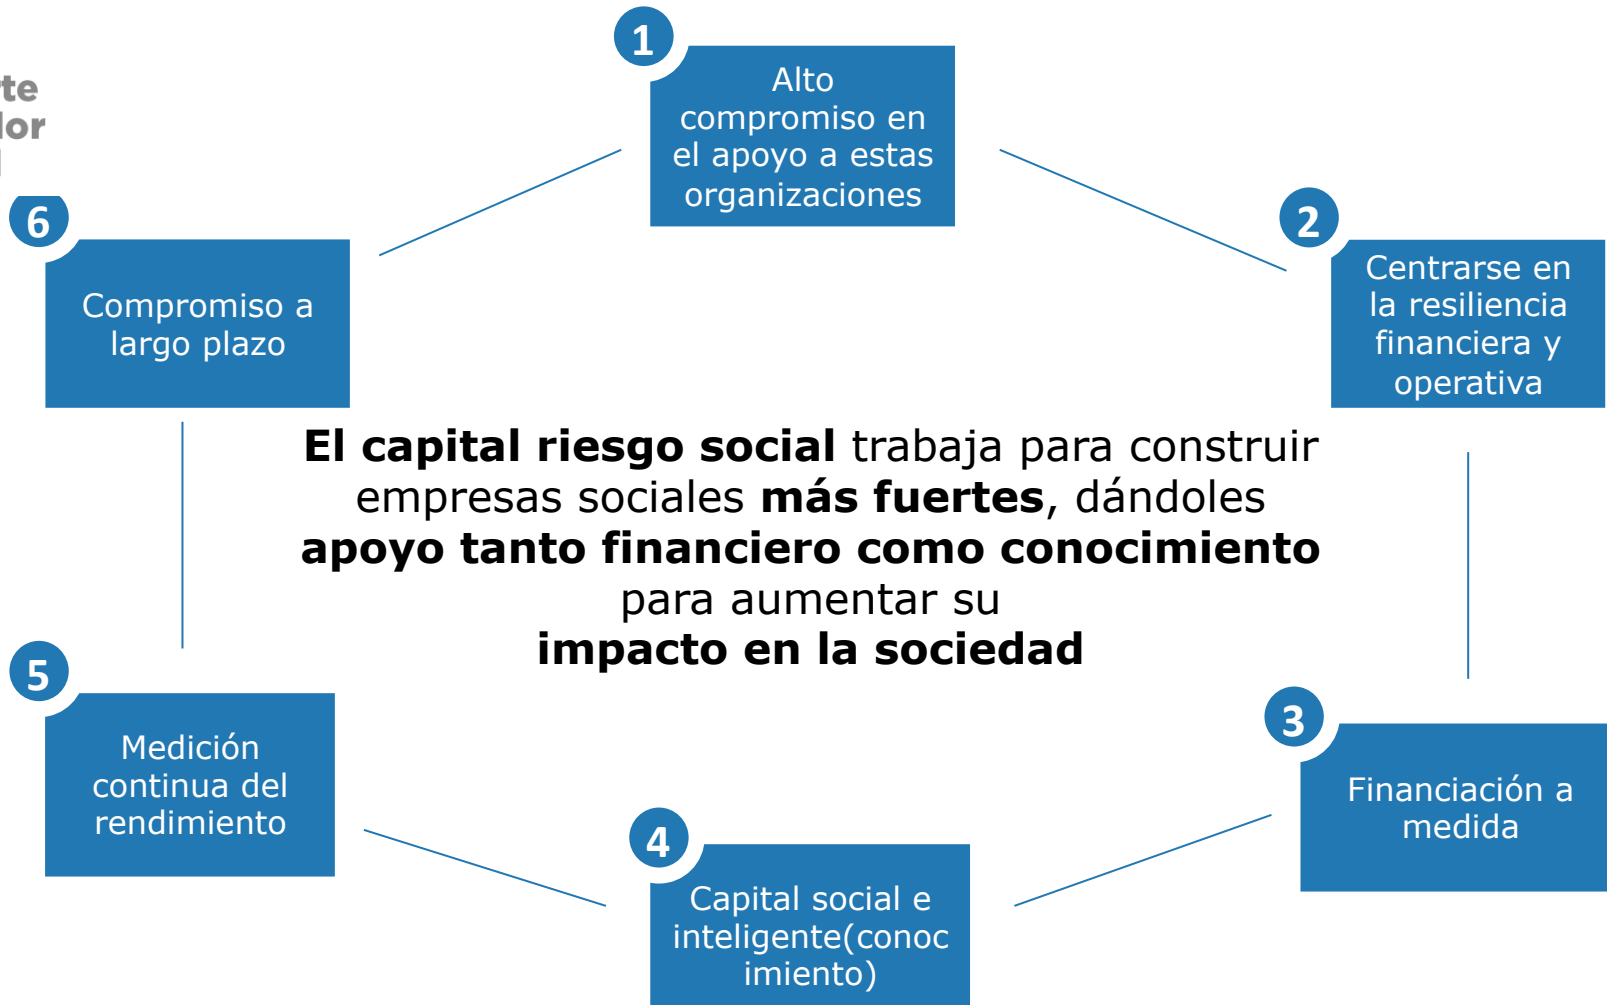 1
Alto
compromiso en
el apoyo a estas
organizaciones
2
Centrarse en
la resiliencia
financiera y
operativa
6
Compromiso a
largo plazo
El capital riesgo social trabaja para construir
empresas sociales más fuertes, dándoles
apoyo tanto financiero como conocimiento
para aumentar su
impacto en la sociedad
5
Medición
continua del
rendimiento
3
Financiación a
medida
4
Capital social e
inteligente(conoc
imiento)